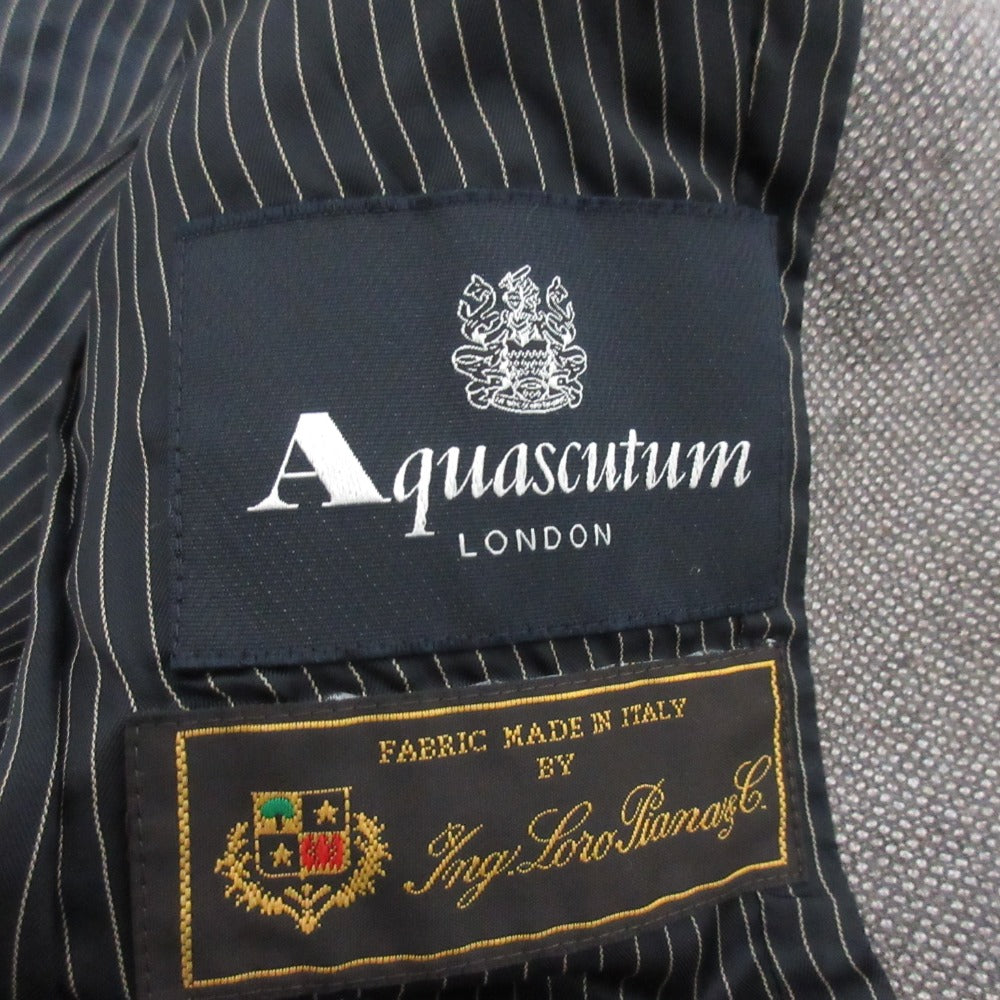 Aquascutum
LONDON
FABRIC MADE IN ITALY
BY
Ing. Loro Piana & C.